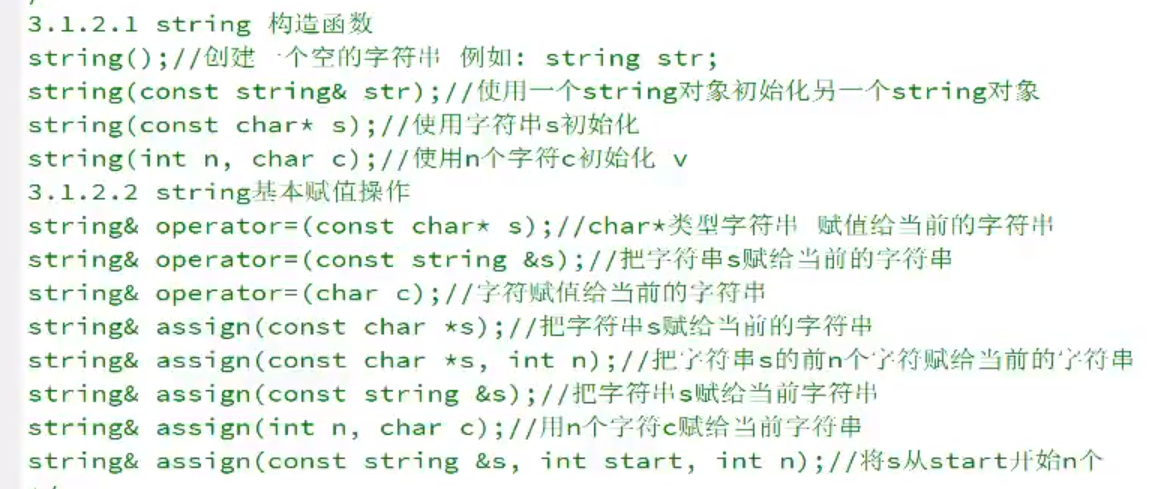 3.1.2.1 string 构造函数
string();//创建一个空的字符串 例如: string str;
string(const string& str);//使用一个string对象初始化另一个string对象
string(const char* s);//使用字符串s初始化
string(int n, char c);//使用n个字符c初始化 v
3.1.2.2 string基本赋值操作
string& operator=(const char* s);//char*类型字符串 赋值给当前的字符串
string& operator=(const string &s);//把字符串s赋给当前的字符串
string& operator=(char c);//字符赋值给当前的字符串
string& assign(const char *s);//把字符串s赋给当前的字符串
string& assign(const char *s, int n);//把字符串s的前n个字符赋给当前的字符串
string& assign(const string &s);//把字符串s赋给当前字符串
string& assign(int n, char c);//用n个字符c赋给当前字符串
string& assign(const string &s, int start, int n);//将s从start开始n个